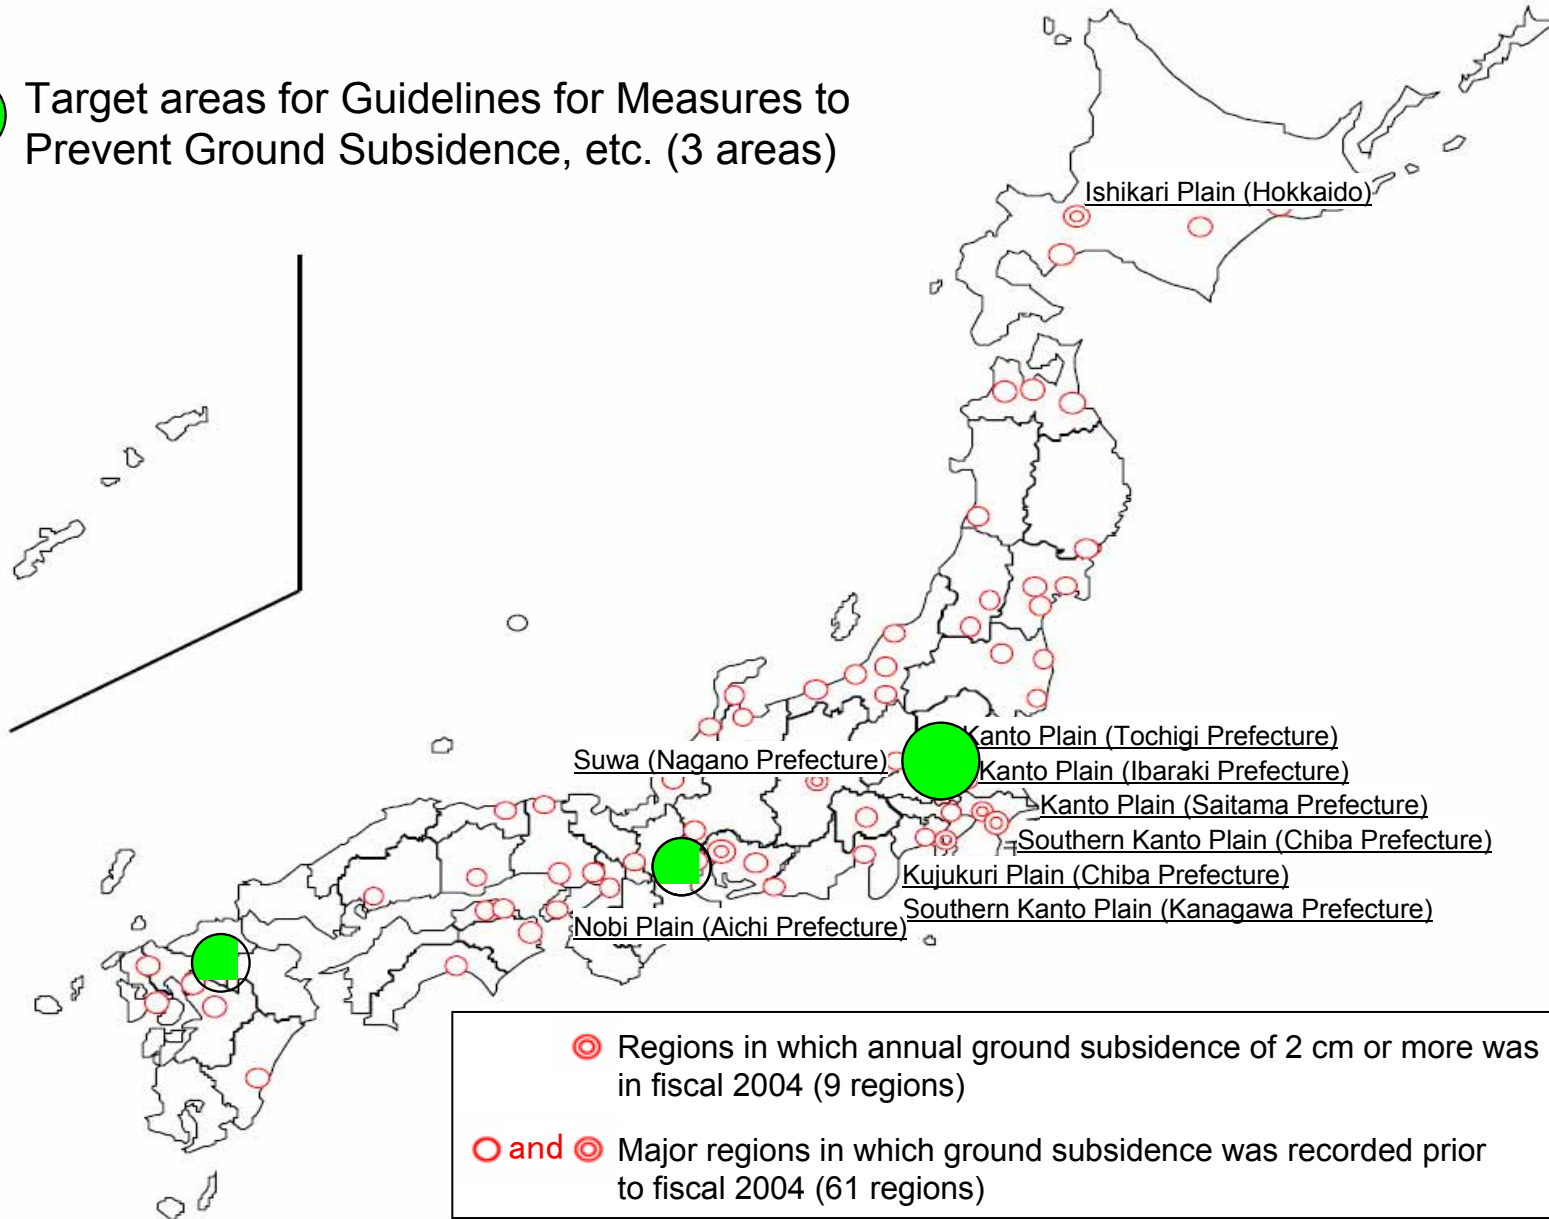 Target areas for Guidelines for Measures to
Prevent Ground Subsidence, etc. (3 areas)
Ishikari Plain (Hokkaido)
Suwa (Nagano Prefecture)
Kanto Plain (Tochigi Prefecture)
Kanto Plain (Ibaraki Prefecture)
Kanto Plain (Saitama Prefecture)
Southern Kanto Plain (Chiba Prefecture)
Kujukuri Plain (Chiba Prefecture)
Southern Kanto Plain (Kanagawa Prefecture)
Nobi Plain (Aichi Prefecture)
Regions in which annual ground subsidence of 2 cm or more was
in fiscal 2004 (9 regions)
and
Major regions in which ground subsidence was recorded prior
to fiscal 2004 (61 regions)